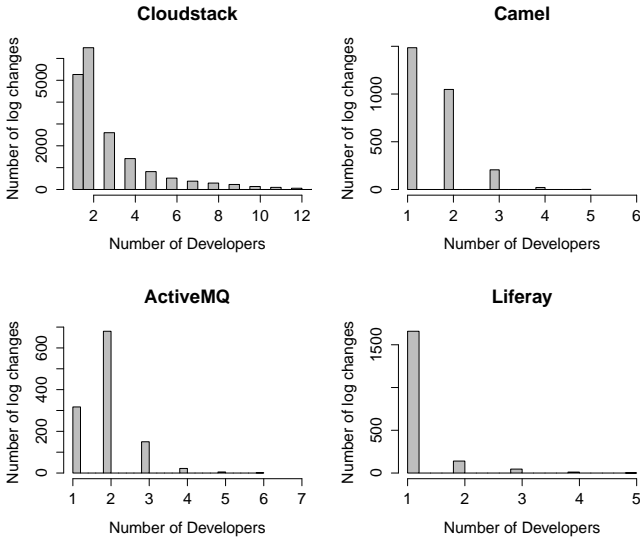 Cloudstack
Number of log changes
0 2000 6000
2 4 6 8 10 12
Number of Developers
Camel
Number of log changes
0 500 1000
1 2 3 4 5 6
Number of Developers
ActiveMQ
Number of log changes
0 200 400 600
1 2 3 4 5 6 7
Number of Developers
Liferay
Number of log changes
0 500 1500
1 2 3 4 5
Number of Developers